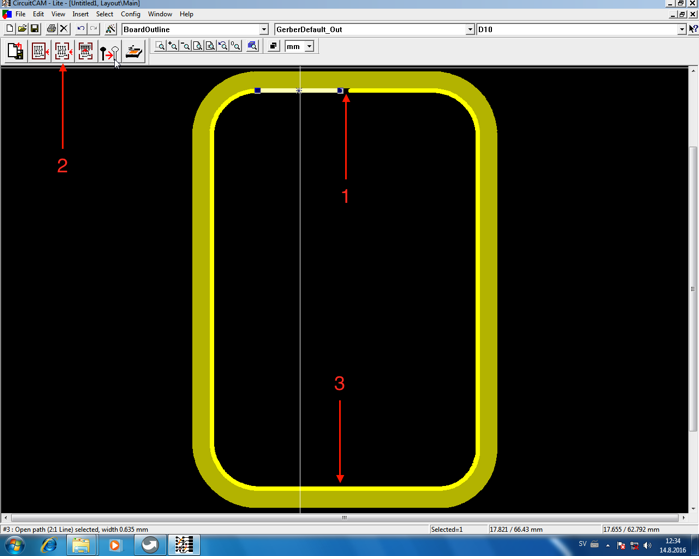 CircuitCAM - Lite - [Untitled1, Layout\Main]
File Edit View Insert Select Config Window Help
BoardOutline GerberDefault_Out D10
mm
2
1
3
#3 : Open path (2:1 Line) selected, width 0.635 mm Selected=1 17.821 / 66.43 mm 17.655 / 62.792 mm
SV 12:34
14.8.2016